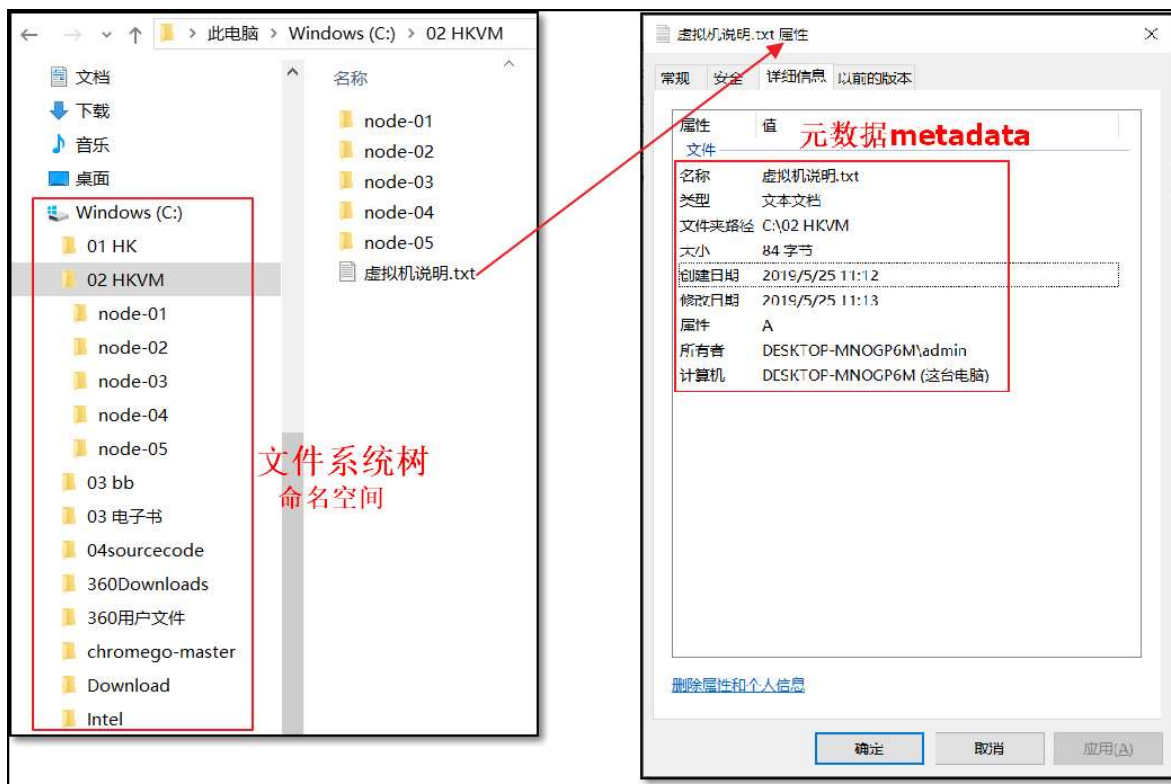 此电脑 > Windows (C:) > 02 HKVM
文档
下载
音乐
桌面
Windows (C:)
01 HK
02 HKVM
node-01
node-02
node-03
node-04
node-05
03 bb
03 电子书
04sourcecode
360Downloads
360用户文件
chromego-master
Download
Intel
名称
node-01
node-02
node-03
node-04
node-05
虚拟机说明.txt
文件系统树
命名空间
虚拟机说明.txt 属性
常规 安全 详细信息 以前的版本
属性 值
元数据metadata
文件
名称 虚拟机说明.txt
类型 文本文档
文件夹路径 C:\02 HKVM
大小 84 字节
创建日期 2019/5/25 11:12
修改日期 2019/5/25 11:13
属性 A
所有者 DESKTOP-MNOGP6M\admin
计算机 DESKTOP-MNOGP6M (这台电脑)
删除属性和个人信息
确定 取消 应用(A)